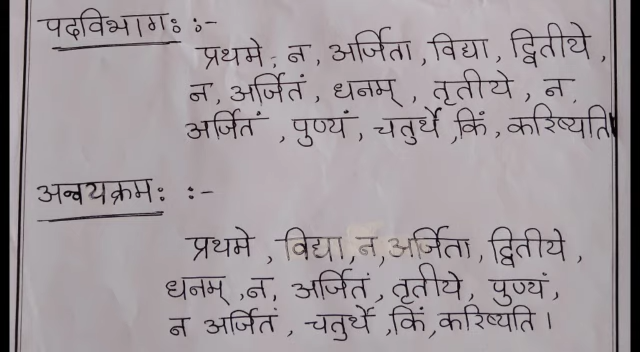 पदविभागः :-
प्रथमे, न, अर्जिता, विद्या, द्वितीये,
न, अर्जितं, धनम्, तृतीये, न,
अर्जितं, पुण्यं, चतुर्थे, किं, करिष्यति।
अन्वयक्रमः :-
प्रथमे, विद्या, न, अर्जिता, द्वितीये,
धनम्, न, अर्जितं, तृतीये, पुण्यं,
न अर्जितं, चतुर्थे, किं, करिष्यति।